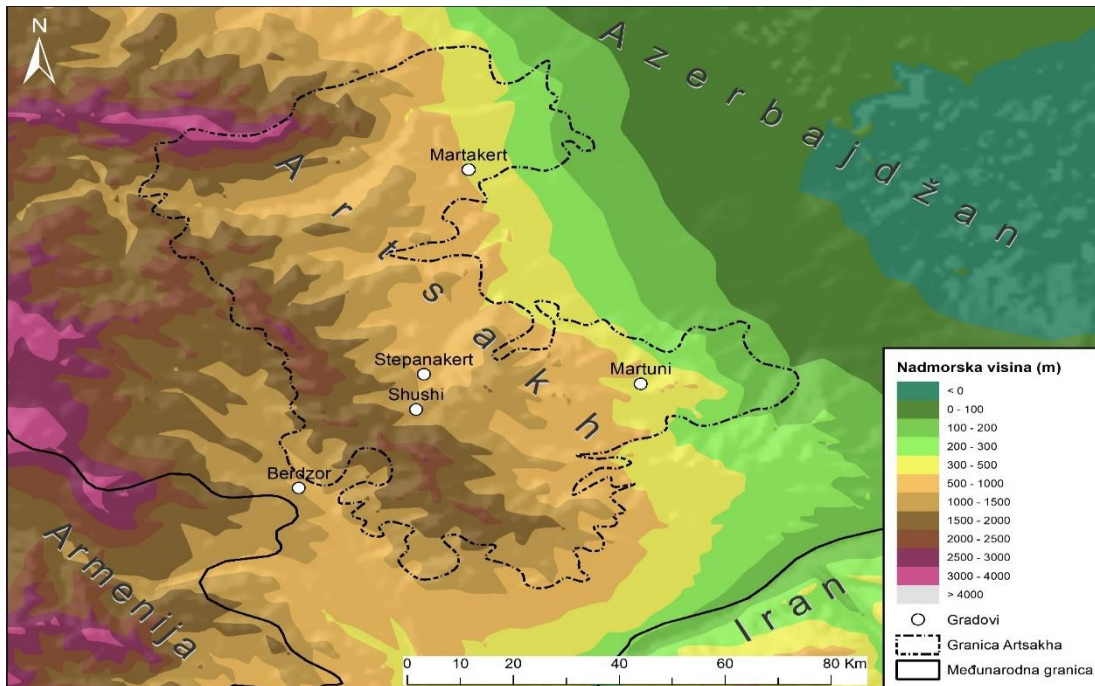 N
Azerbajdžan
Artsakh
Martakert
Stepanakert
Shushi
Martuni
Berdzor
Armenija
Iran
0 10 20 40 60 80 Km
Nadmorska visina (m)
< 0
0 - 100
100 - 200
200 - 300
300 - 500
500 - 1000
1000 - 1500
1500 - 2000
2000 - 2500
2500 - 3000
3000 - 4000
> 4000
Gradovi
Granica Artsakha
Međunarodna granica